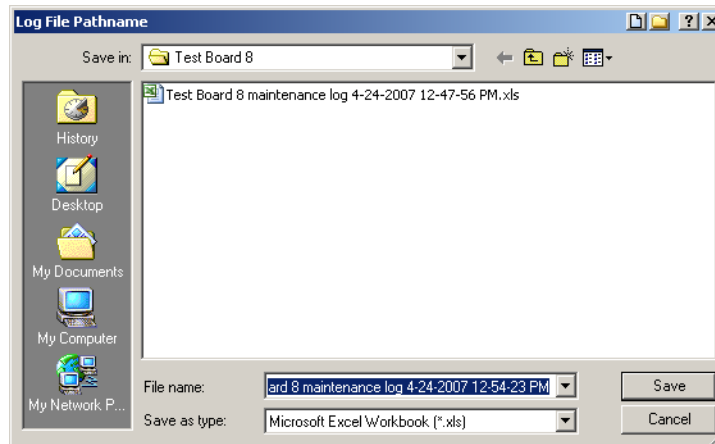 Log File Pathname
Save in: Test Board 8
Test Board 8 maintenance log 4-24-2007 12-47-56 PM.xls
History
Desktop
My Documents
My Computer
My Network P...
File name: ard 8 maintenance log 4-24-2007 12-54-23 PM Save
Save as type: Microsoft Excel Workbook (*.xls) Cancel